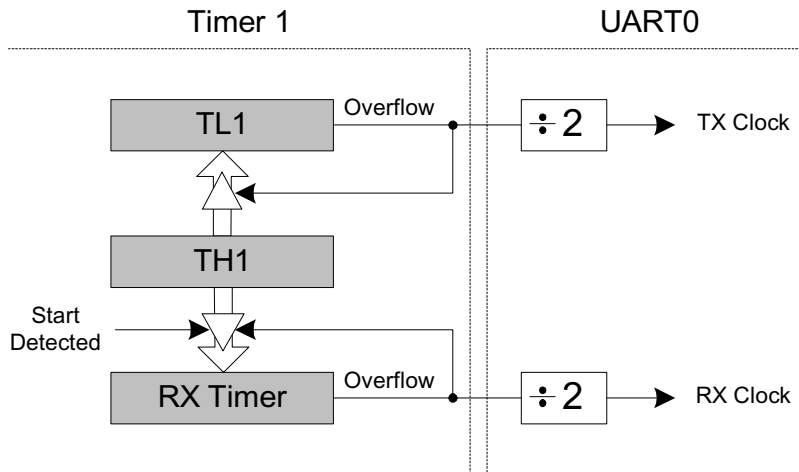 Timer 1
UART0
TL1
Overflow
÷ 2
TX Clock
TH1
Start
Detected
RX Timer
Overflow
÷ 2
RX Clock